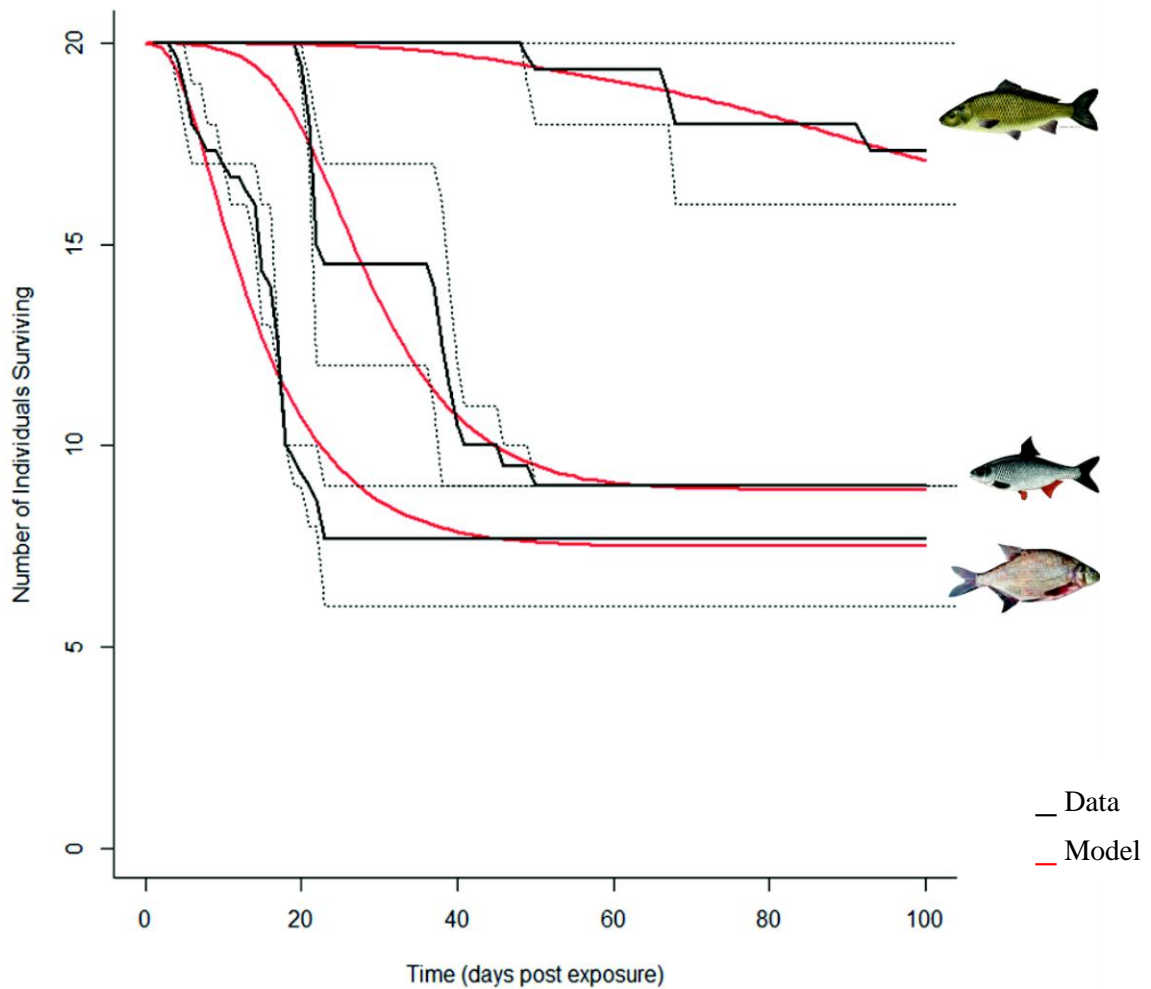 20
15
10
5
0
Number of Individuals Surviving
0 20 40 60 80 100
Time (days post exposure)
Data
Model